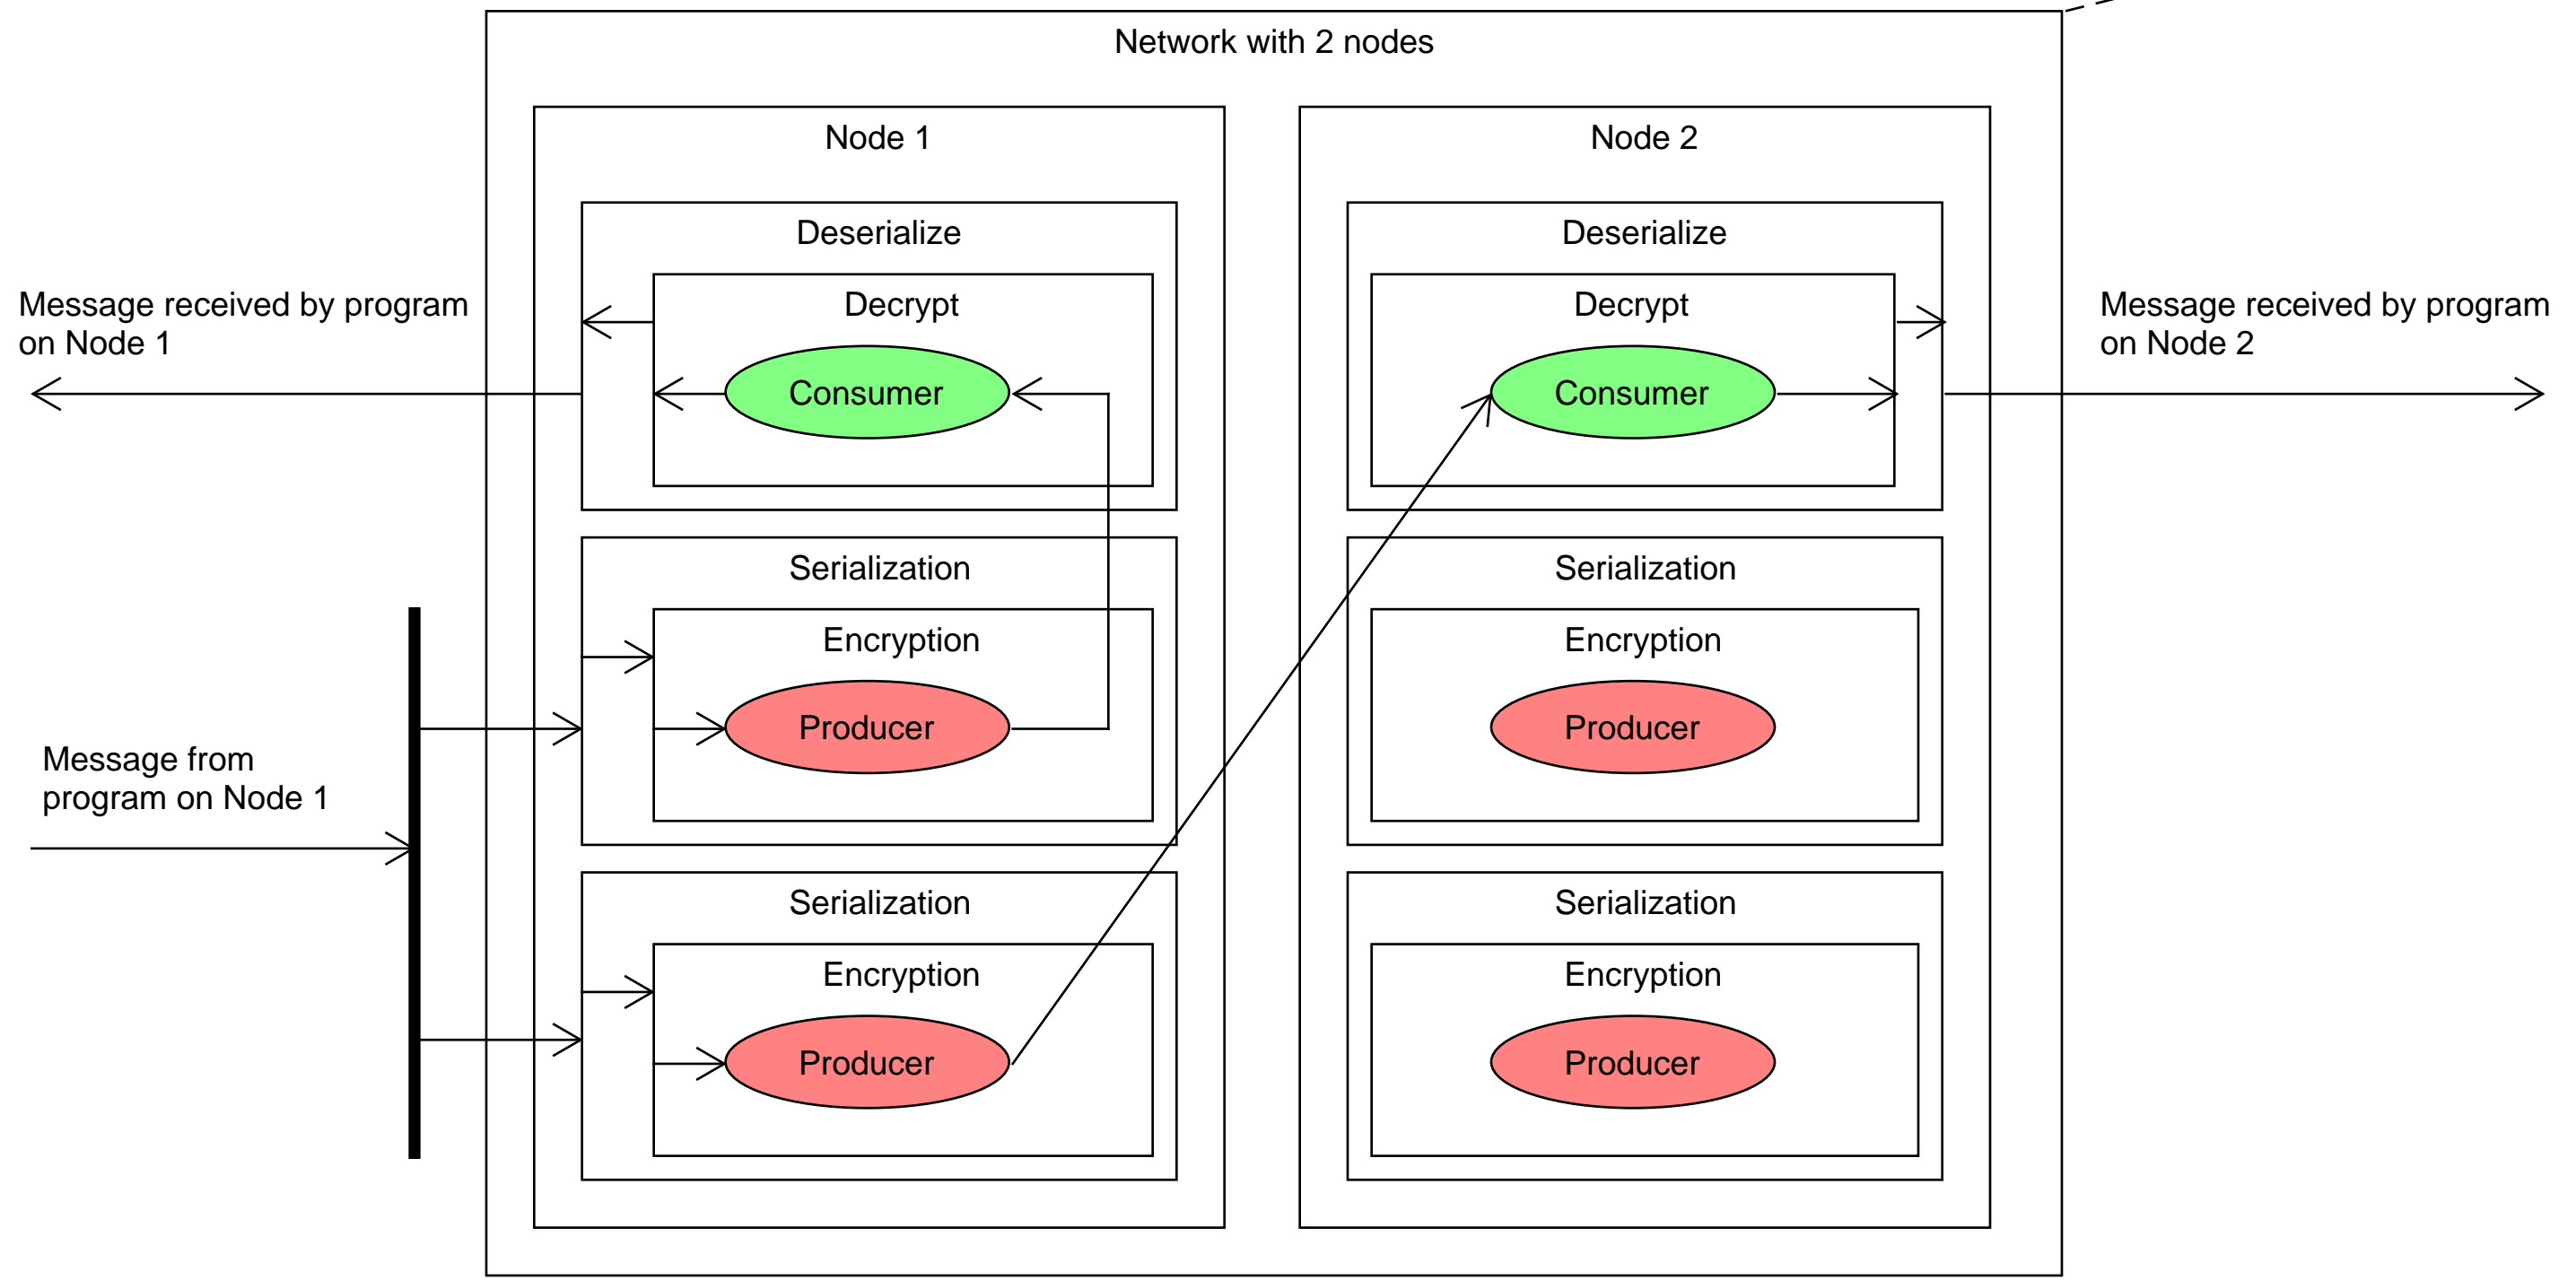 Network with 2 nodes
Node 1
Node 2
Deserialize
Deserialize
Message received by program
on Node 1
Decrypt
Decrypt
Message received by program
on Node 2
Consumer
Consumer
Serialization
Serialization
Encryption
Encryption
Producer
Producer
Message from
program on Node 1
Serialization
Serialization
Encryption
Encryption
Producer
Producer